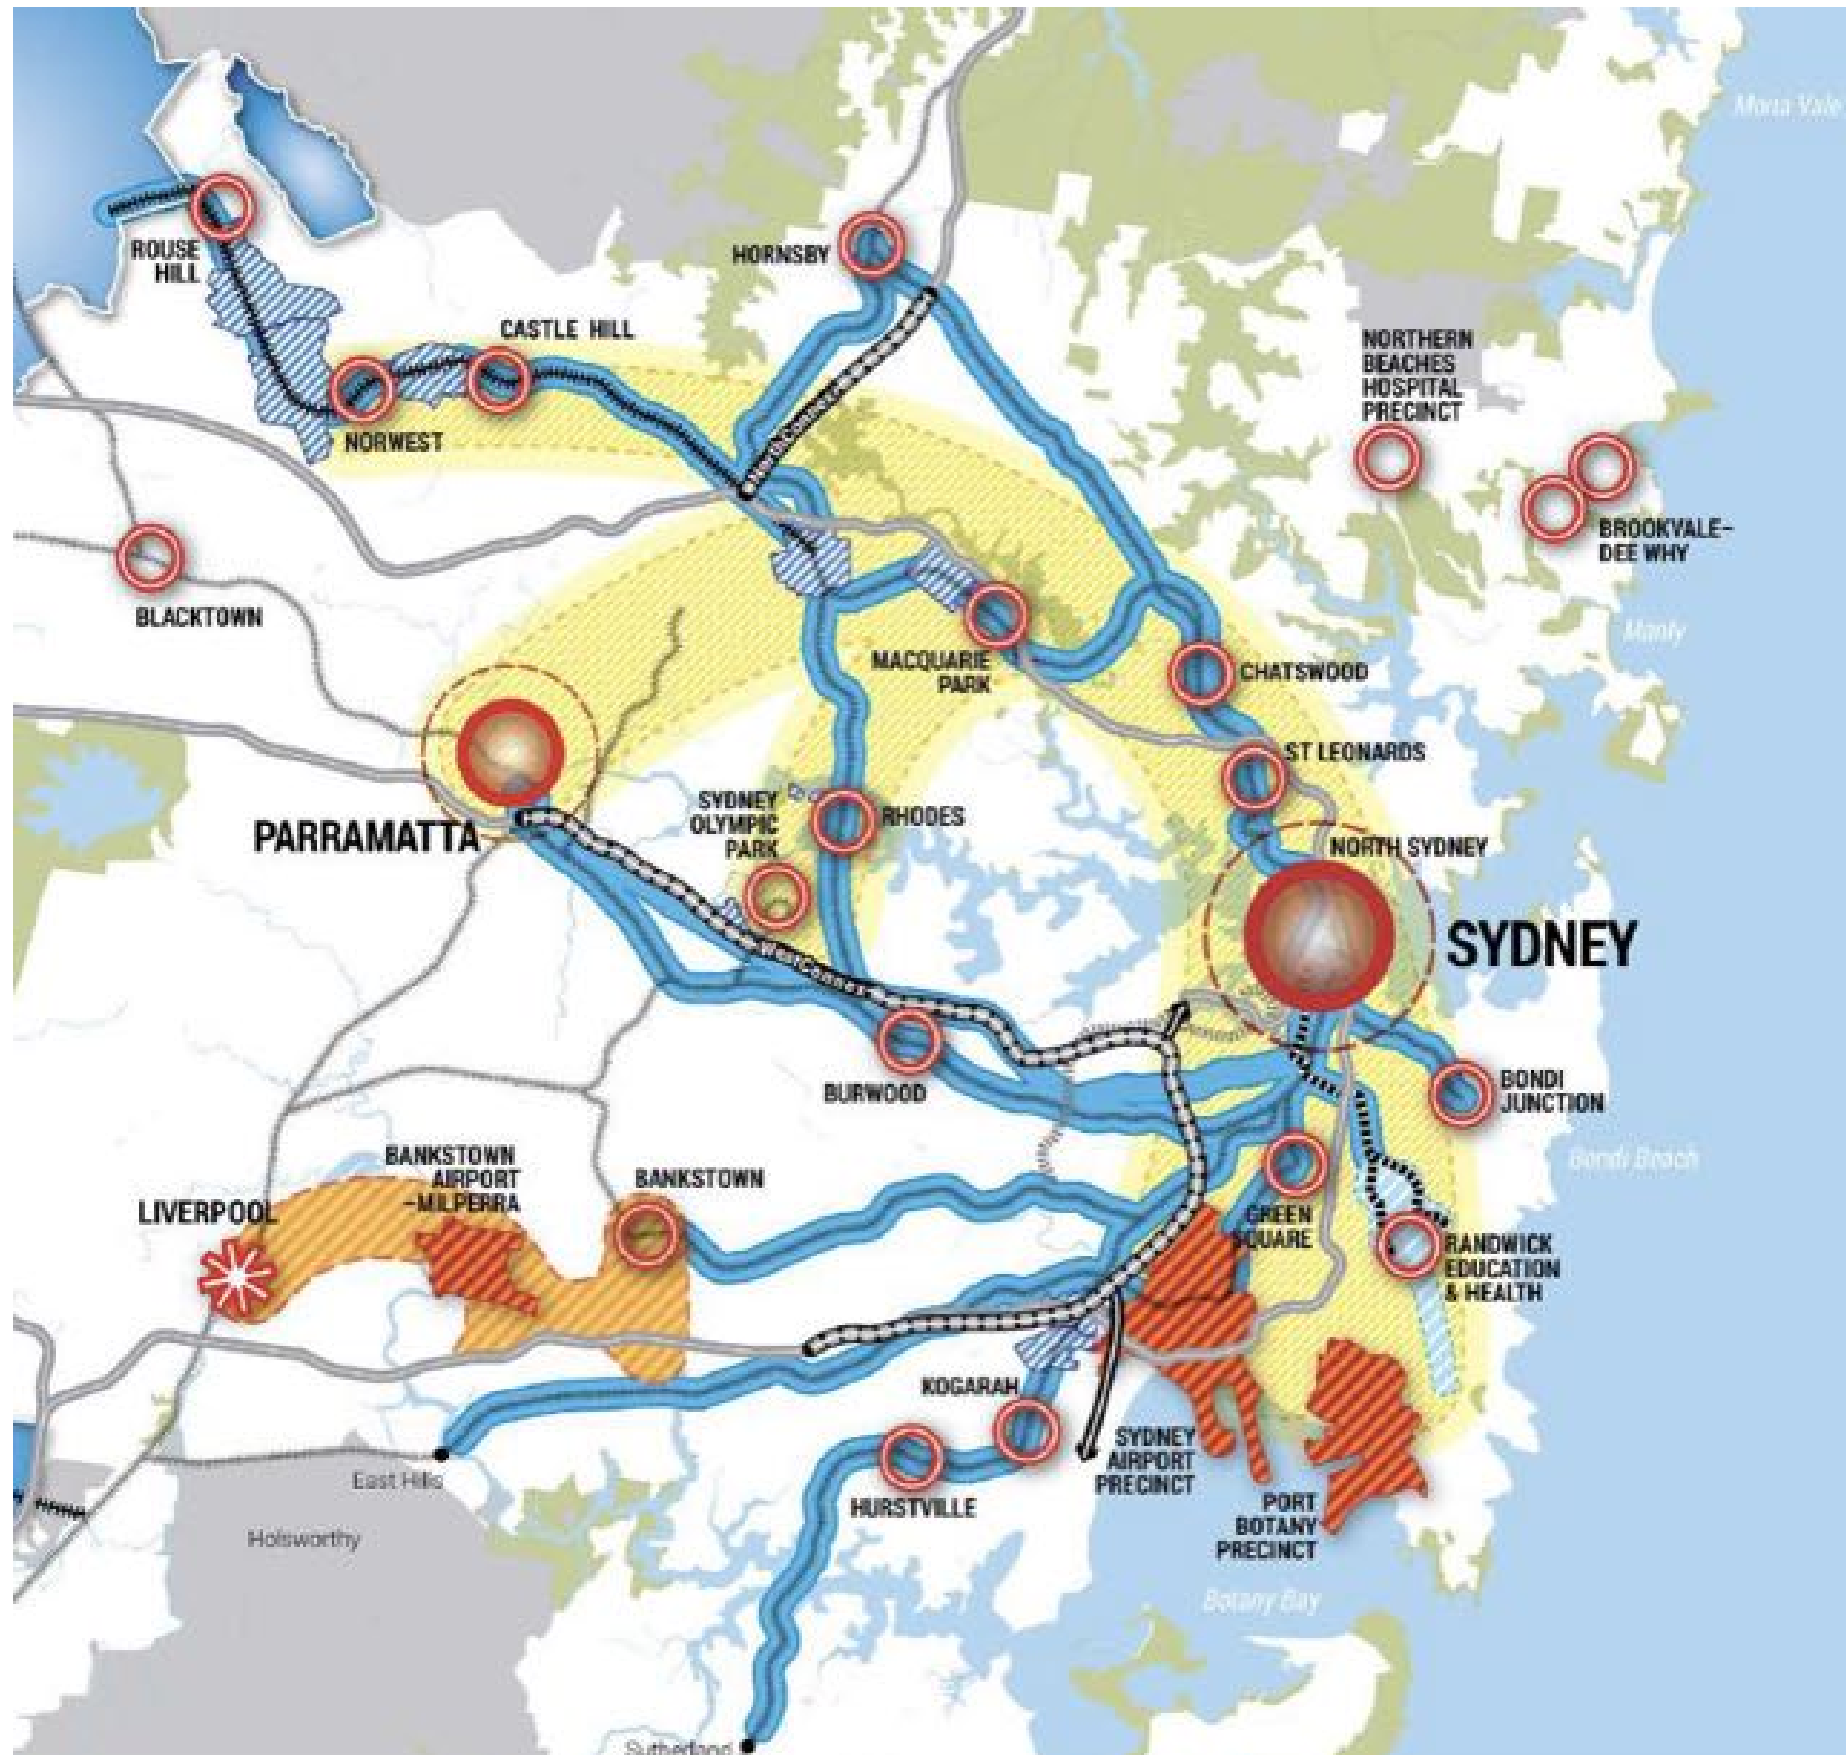 Mona Vale
ROUSE
HILL
HORNSBY
CASTLE HILL
NORTHERN
BEACHES
HOSPITAL
PRECINCT
NORWEST
NorthConnex
BROOKVALE-
DEE WHY
BLACKTOWN
Manly
MACQUARIE
PARK
CHATSWOOD
ST LEONARDS
SYDNEY
OLYMPIC
PARK
RHODES
PARRAMATTA
NORTH SYDNEY
SYDNEY
WestConnex
BURWOOD
BONDI
JUNCTION
Bondi Beach
BANKSTOWN
AIRPORT
-MILPERRA
BANKSTOWN
LIVERPOOL
GREEN
SQUARE
RANDWICK
EDUCATION
& HEALTH
KOGARAH
SYDNEY
AIRPORT
PRECINCT
East Hills
HURSTVILLE
PORT
BOTANY
PRECINCT
Holsworthy
Botany Bay
Sutherland